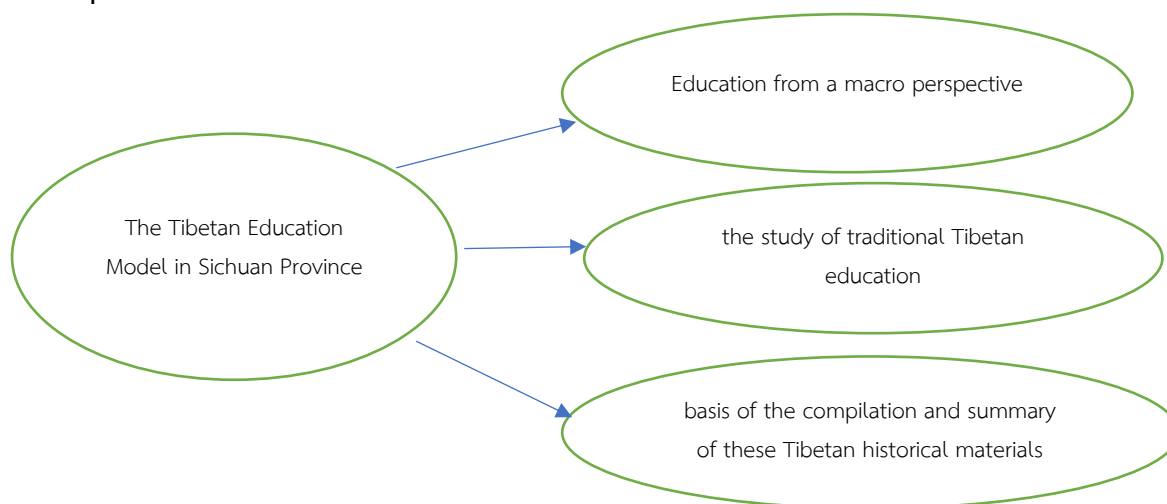 Education from a macro perspective
The Tibetan Education
Model in Sichuan Province
the study of traditional Tibetan
education
basis of the compilation and summary
of these Tibetan historical materials